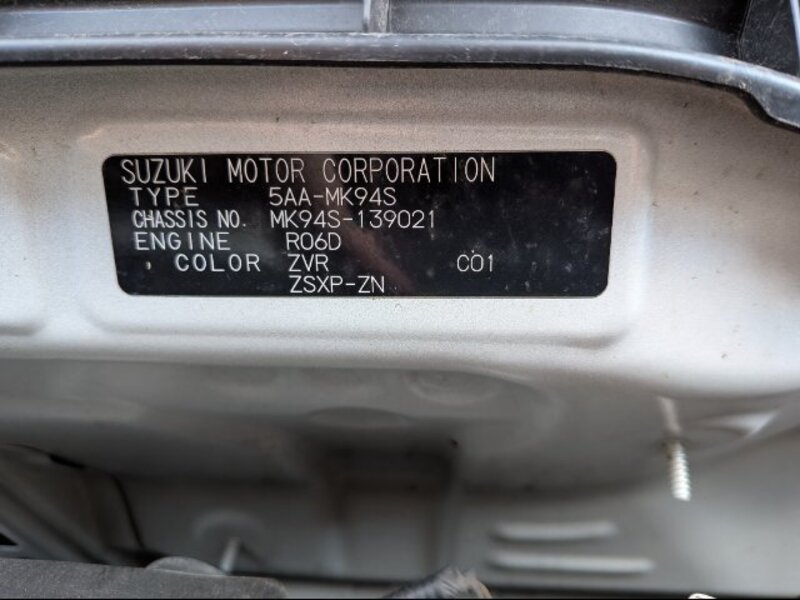 SUZUKI MOTOR CORPORATION
TYPE 5AA-MK94S
CHASSIS NO. MK94S-139021
ENGINE R06D
COLOR ZVR C01
ZSXP-ZN